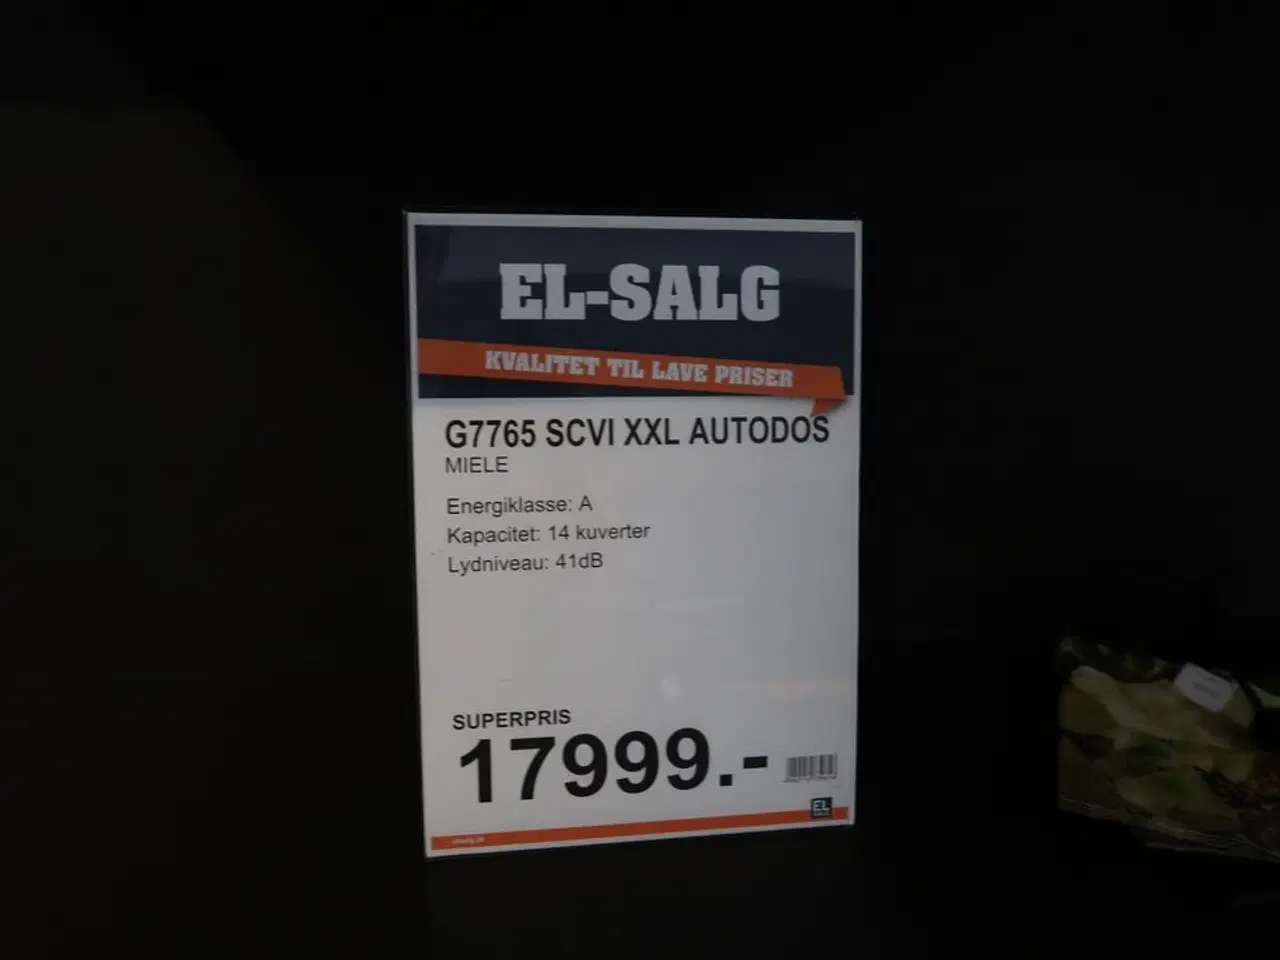 EL-SALG
KVALITET TIL LAVE PRISER
G7765 SCVI XXL AUTODOS
MIELE
Energiklasse: A
Kapacitet: 14 kuverter
Lydniveau: 41dB
SUPERPRIS
17999.-
EL